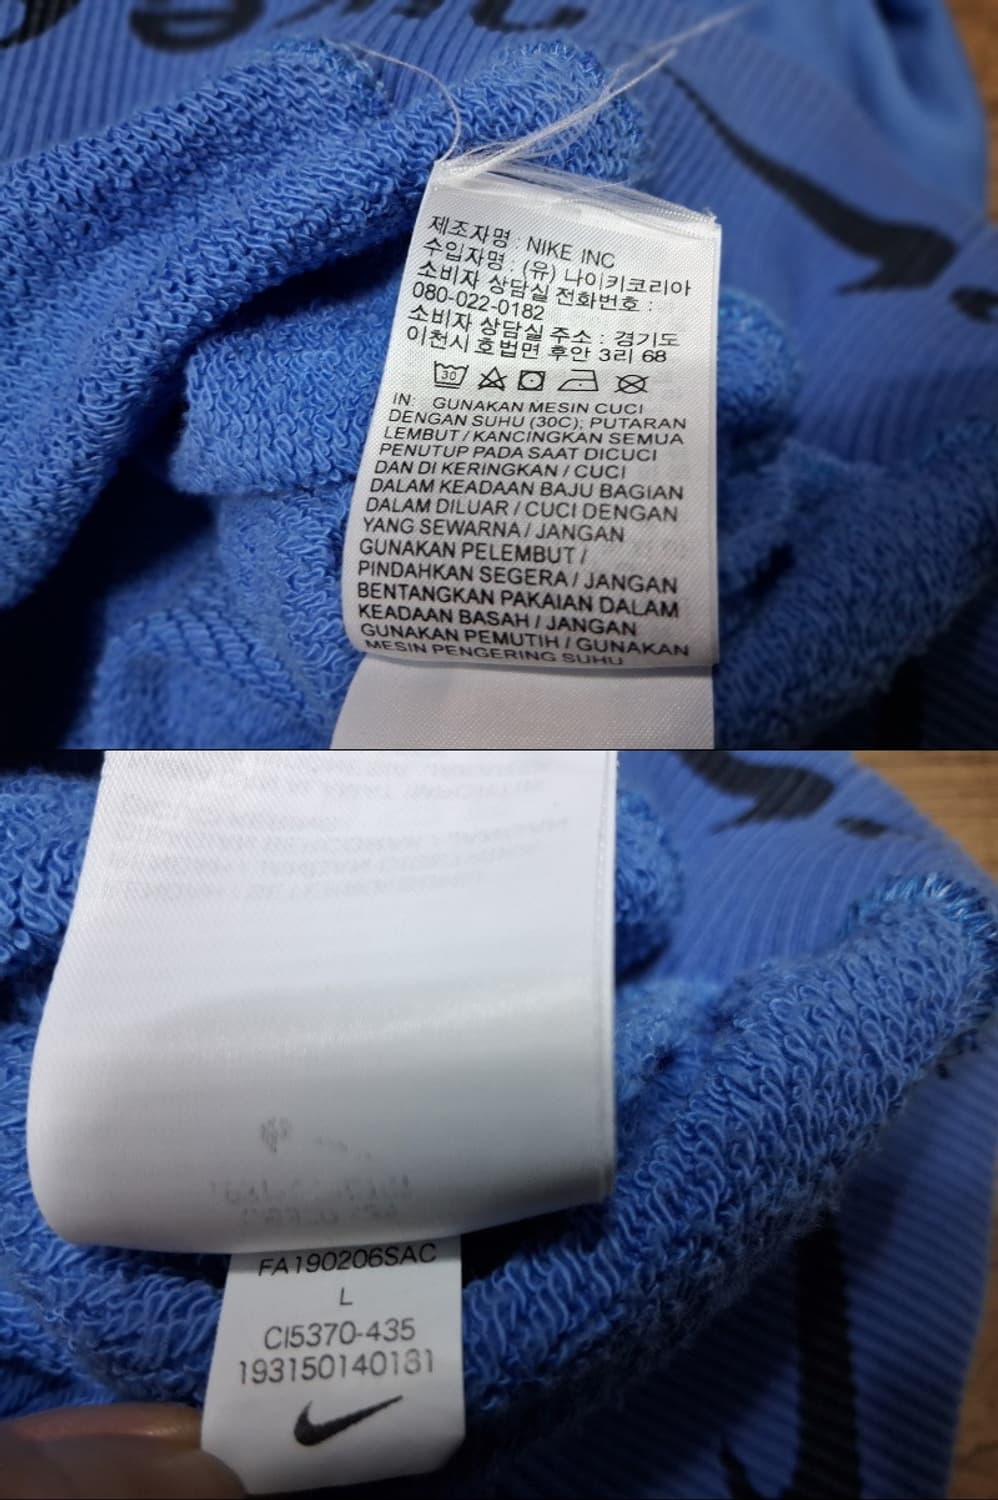 제조자명 : NIKE INC
수입자명 : (유) 나이키코리아
소비자 상담실 전화번호 :
080-022-0182
소비자 상담실 주소 : 경기도
이천시 호법면 후안 3리 68
30
IN: GUNAKAN MESIN CUCI
DENGAN SUHU (30C); PUTARAN
LEMBUT / KANCINGKAN SEMUA
PENUTUP PADA SAAT DICUCI
DAN DI KERINGKAN / CUCI
DALAM KEADAAN BAJU BAGIAN
DALAM DILUAR / CUCI DENGAN
YANG SEWARNA / JANGAN
GUNAKAN PELEMBUT /
PINDAHKAN SEGERA / JANGAN
BENTANGKAN PAKAIAN DALAM
KEADAAN BASAH / JANGAN
GUNAKAN PEMUTIH / GUNAKAN
MESIN PENGERING SUHU
FA190206SAC
L
CI5370-435
193150140181